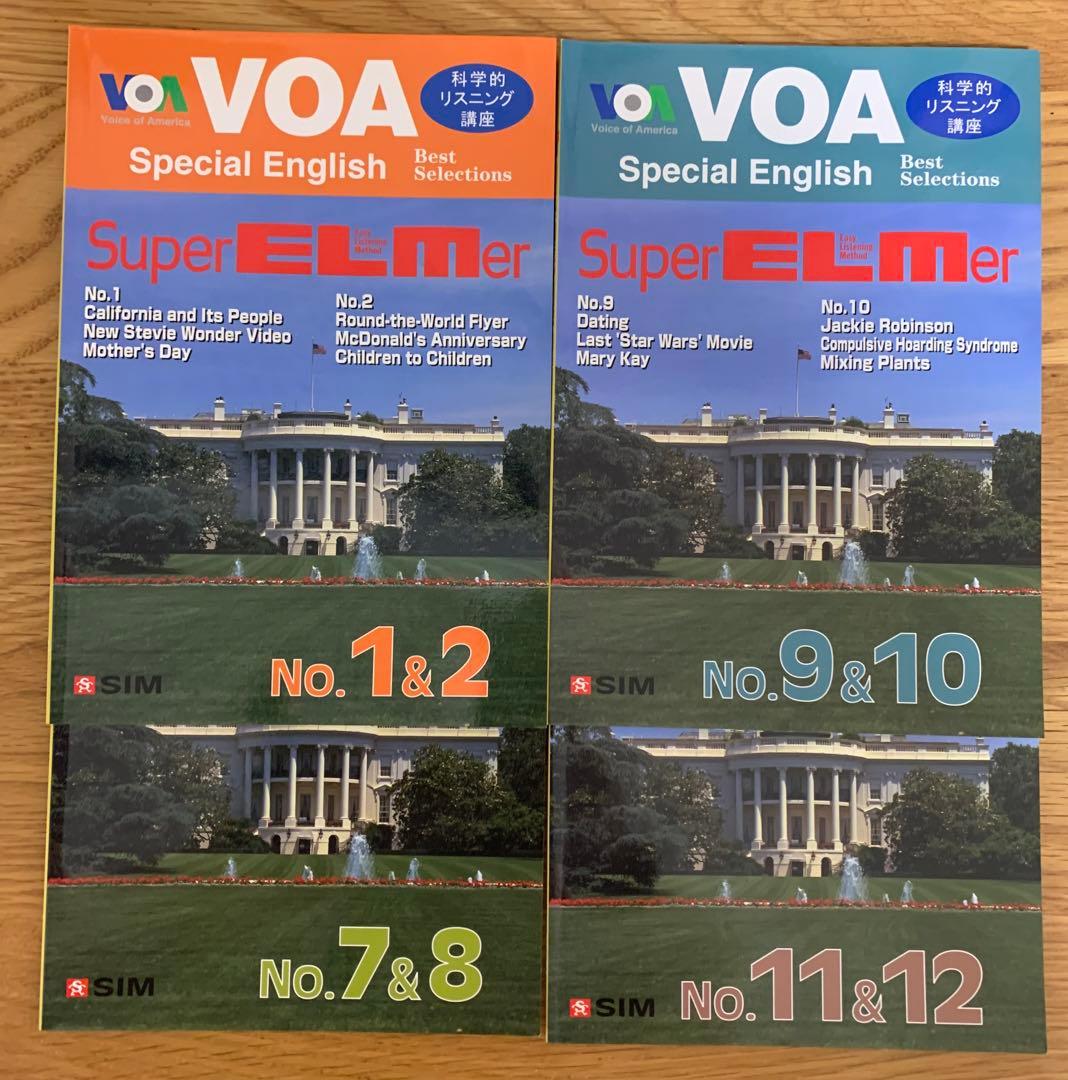 VOA
Voice of America
VOA
科学的
リスニング
講座
Special English
Best
Selections
Super ELMer
Easy
Listening
Method
No.1
California and Its People
New Stevie Wonder Video
Mother's Day
No.2
Round-the-World Flyer
McDonald's Anniversary
Children to Children
SIM
No. 1&2
VOA
Voice of America
VOA
科学的
リスニング
講座
Special English
Best
Selections
Super ELMer
Easy
Listening
Method
No.9
Dating
Last 'Star Wars' Movie
Mary Kay
No.10
Jackie Robinson
Compulsive Hoarding Syndrome
Mixing Plants
SIM
No. 9&10
SIM
No. 7&8
SIM
No. 11&12